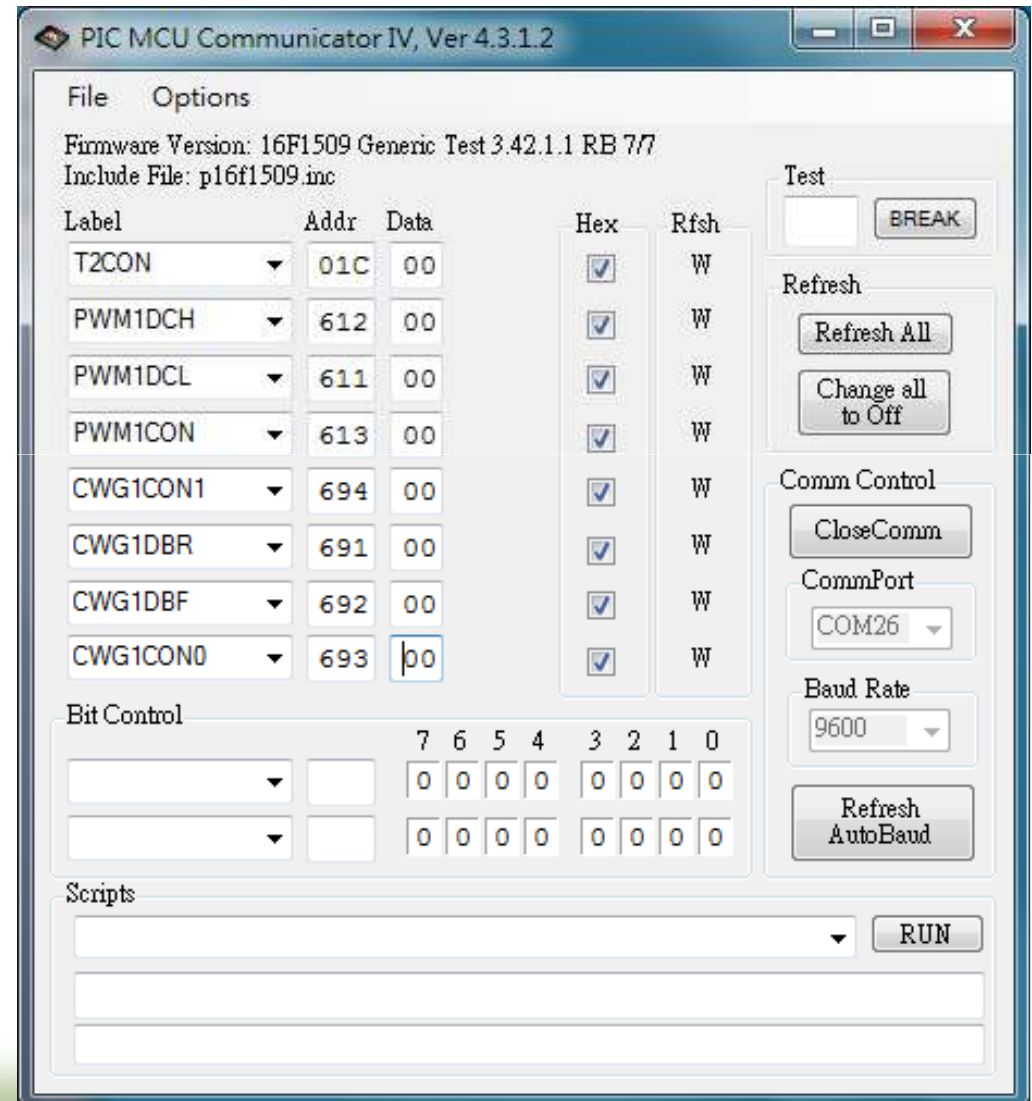 PIC MCU Communicator IV, Ver 4.3.1.2
File Options
Firmware Version: 16F1509 Generic Test 3.42.1.1 RB 7/7
Include File: p16f1509.inc
Label Addr Data Hex Rfsh
T2CON 01C 00 W
PWM1DCH 612 00 W
PWM1DCL 611 00 W
PWM1CON 613 00 W
CWG1CON1 694 00 W
CWG1DBR 691 00 W
CWG1DBF 692 00 W
CWG1CON0 693 00 W
Test
BREAK
Refresh
Refresh All
Change all
to Off
Comm Control
CloseComm
CommPort
COM26
Baud Rate
9600
Refresh
AutoBaud
Bit Control
7 6 5 4 3 2 1 0
0 0 0 0 0 0 0 0
0 0 0 0 0 0 0 0
Scripts
RUN